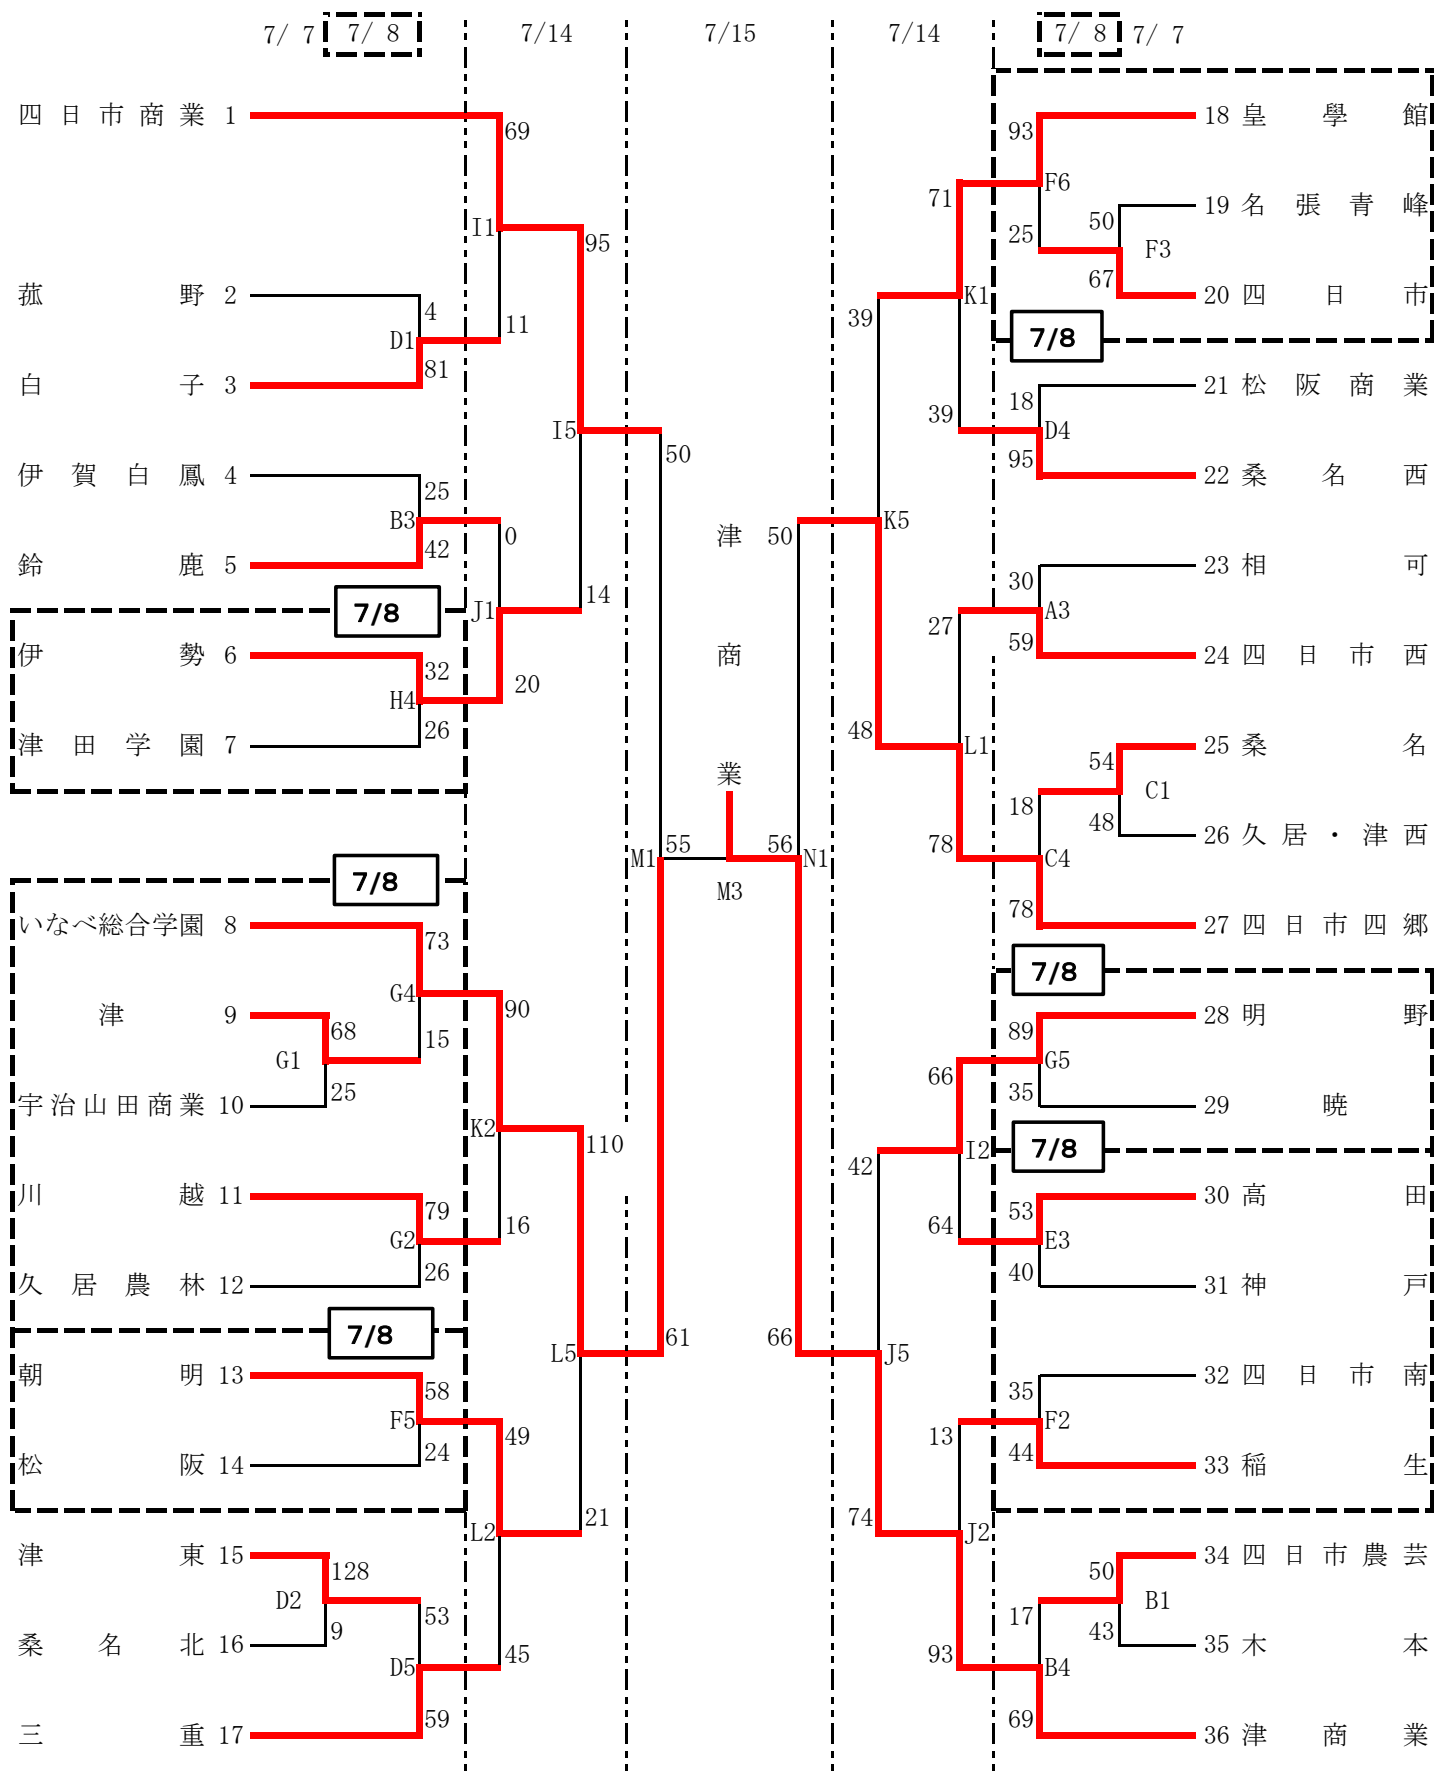 7/ 7 7/ 8 7/14 7/15 7/14 7/ 8 7/ 7
四日市商業 1 69 93 18 皇學館
71 F6
I1 95 25 50 19 名張青峰
F3
67
菰野 2 4 11 39 K1 20 四日市
D1 7/8
白子 3 81 39 18 21 松阪商業
I5 50 D4
伊賀白鳳 4 25 95 22 桑名西
B3 0 津 50 K5
鈴鹿 5 42 30 23 相可
7/8 J1 14 27 A3
伊勢 6 32 20 商 59 24 四日市西
H4
津田学園 7 26 48 L1 54 25 桑名
業 18 C1
M1 55 56 N1 78 48 26 久居・津西
7/8 M3 C4
いなべ総合学園 8 73 78 27 四日市四郷
7/8
G4 90
津 9 68 15 89 28 明野
G1 66 G5
宇治山田商業 10 25 35 29 暁
K2 110 42 I2 7/8
川越 11 79 16 64 53 30 高田
G2 E3
久居農林 12 26 40 31 神戸
7/8 L5 61 66 J5
朝明 13 58 35 32 四日市南
F5 49 13 F2
松阪 14 24 44 33 稲生
L2 21 74 J2
津東 15 128 50 34 四日市農芸
D2 53 17 B1
桑名北 16 9 45 93 43 35 木本
D5 B4
三重 17 59 69 36 津商業